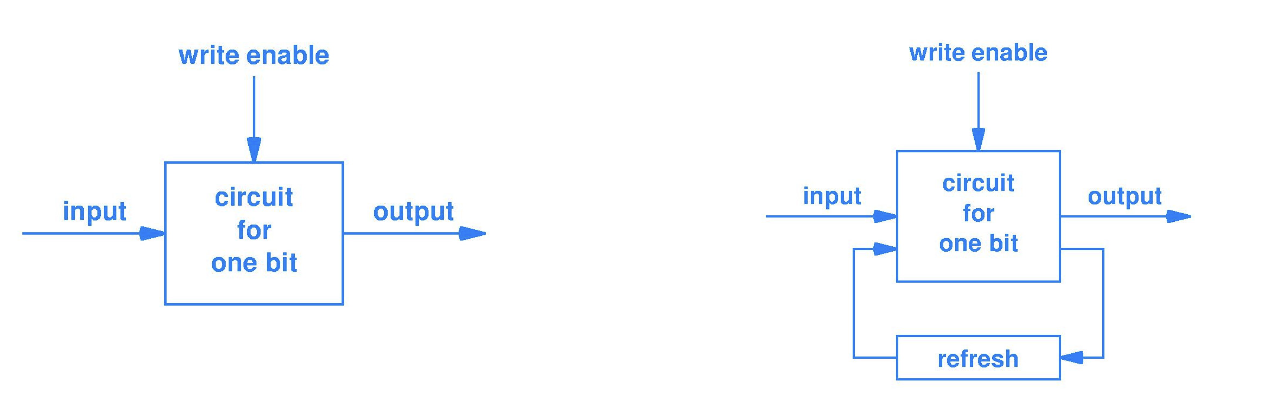 write enable
input
circuit
for
one bit
output
write enable
input
circuit
for
one bit
output
refresh